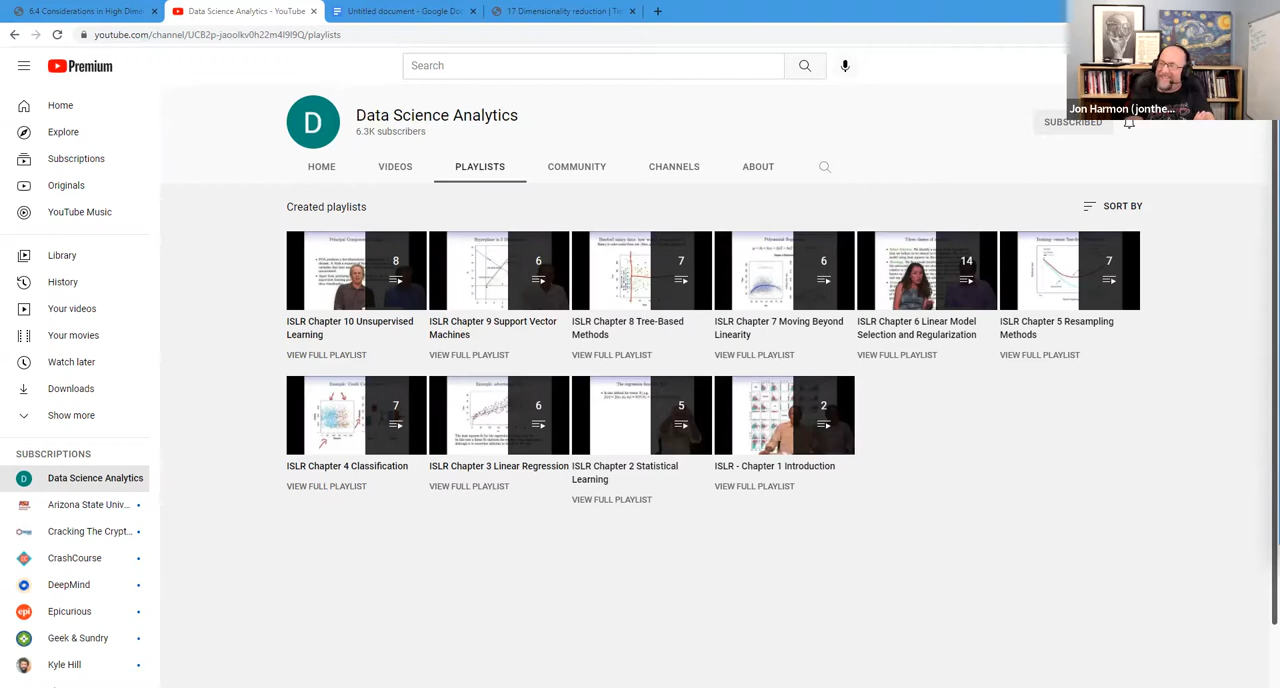 6.4 Considerations in High Dime
Data Science Analytics - YouTube
Untitled document - Google Doc
17 Dimensionality reduction | Ti
youtube.com/channel/UCB2p-jaoolkv0h22m4I9I9Q/playlists
Premium
Search
Jon Harmon (jonthe...
Home
Explore
Subscriptions
Originals
YouTube Music
Library
History
Your videos
Your movies
Watch later
Downloads
Show more
SUBSCRIPTIONS
Data Science Analytics
Arizona State Univ...
Cracking The Crypt...
CrashCourse
DeepMind
Epicurious
Geek & Sundry
Kyle Hill
D
Data Science Analytics
6.3K subscribers
SUBSCRIBED
HOME
VIDEOS
PLAYLISTS
COMMUNITY
CHANNELS
ABOUT
Created playlists
SORT BY
8
6
7
6
14
7
ISLR Chapter 10 Unsupervised
Learning
VIEW FULL PLAYLIST
ISLR Chapter 9 Support Vector
Machines
VIEW FULL PLAYLIST
ISLR Chapter 8 Tree-Based
Methods
VIEW FULL PLAYLIST
ISLR Chapter 7 Moving Beyond
Linearity
VIEW FULL PLAYLIST
ISLR Chapter 6 Linear Model
Selection and Regularization
VIEW FULL PLAYLIST
ISLR Chapter 5 Resampling
Methods
VIEW FULL PLAYLIST
7
6
5
2
ISLR Chapter 4 Classification
VIEW FULL PLAYLIST
ISLR Chapter 3 Linear Regression
VIEW FULL PLAYLIST
ISLR Chapter 2 Statistical
Learning
VIEW FULL PLAYLIST
ISLR - Chapter 1 Introduction
VIEW FULL PLAYLIST